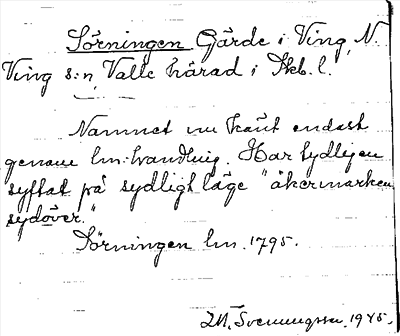 Sörningen Gärde i Ving, N.
Ving s:n, Valle härad i Skb. l.
Namnet nu känt endast
genom lm:handling. Har tydligen
syftat på sydligt läge "åkermarken
sydöver."
Sörningen lm. 1795.
Svenungsson 1945.